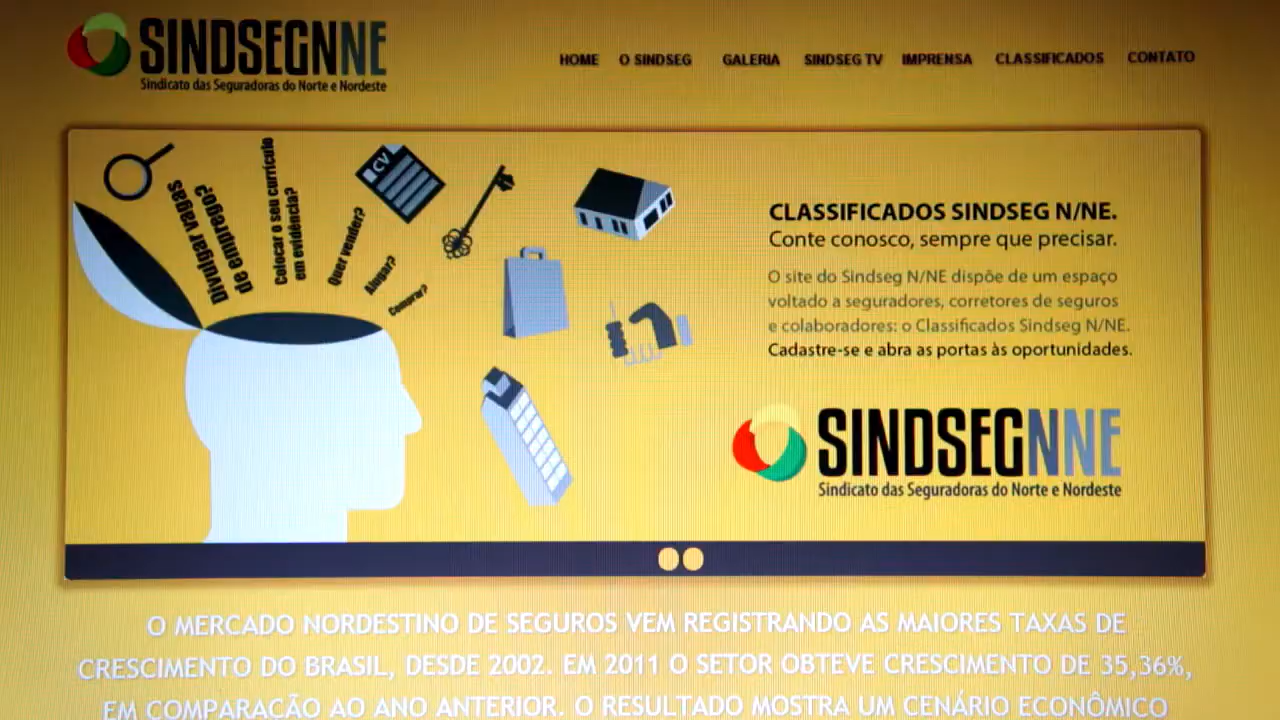 SINDSEGNNE
Sindicato das Seguradoras do Norte e Nordeste
HOME O SINDSEG GALERIA SINDSEG TV IMPRENSA CLASSIFICADOS CONTATO
Divulgar vagas
de emprego?
Colocar o seu currículo
em evidência?
Quer vender?
Alugar?
Comprar?
CV
CLASSIFICADOS SINDSEG N/NE.
Conte conosco, sempre que precisar.
O site do Sindseg N/NE dispõe de um espaço
voltado a seguradores, corretores de seguros
e colaboradores: o Classificados Sindseg N/NE.
Cadastre-se e abra as portas às oportunidades.
SINDSEGNNE
Sindicato das Seguradoras do Norte e Nordeste
O MERCADO NORDESTINO DE SEGUROS VEM REGISTRANDO AS MAIORES TAXAS DE
CRESCIMENTO DO BRASIL, DESDE 2002. EM 2011 O SETOR OBTEVE CRESCIMENTO DE 35,36%,
EM COMPARAÇÃO AO ANO ANTERIOR. O RESULTADO MOSTRA UM CENÁRIO ECONÔMICO